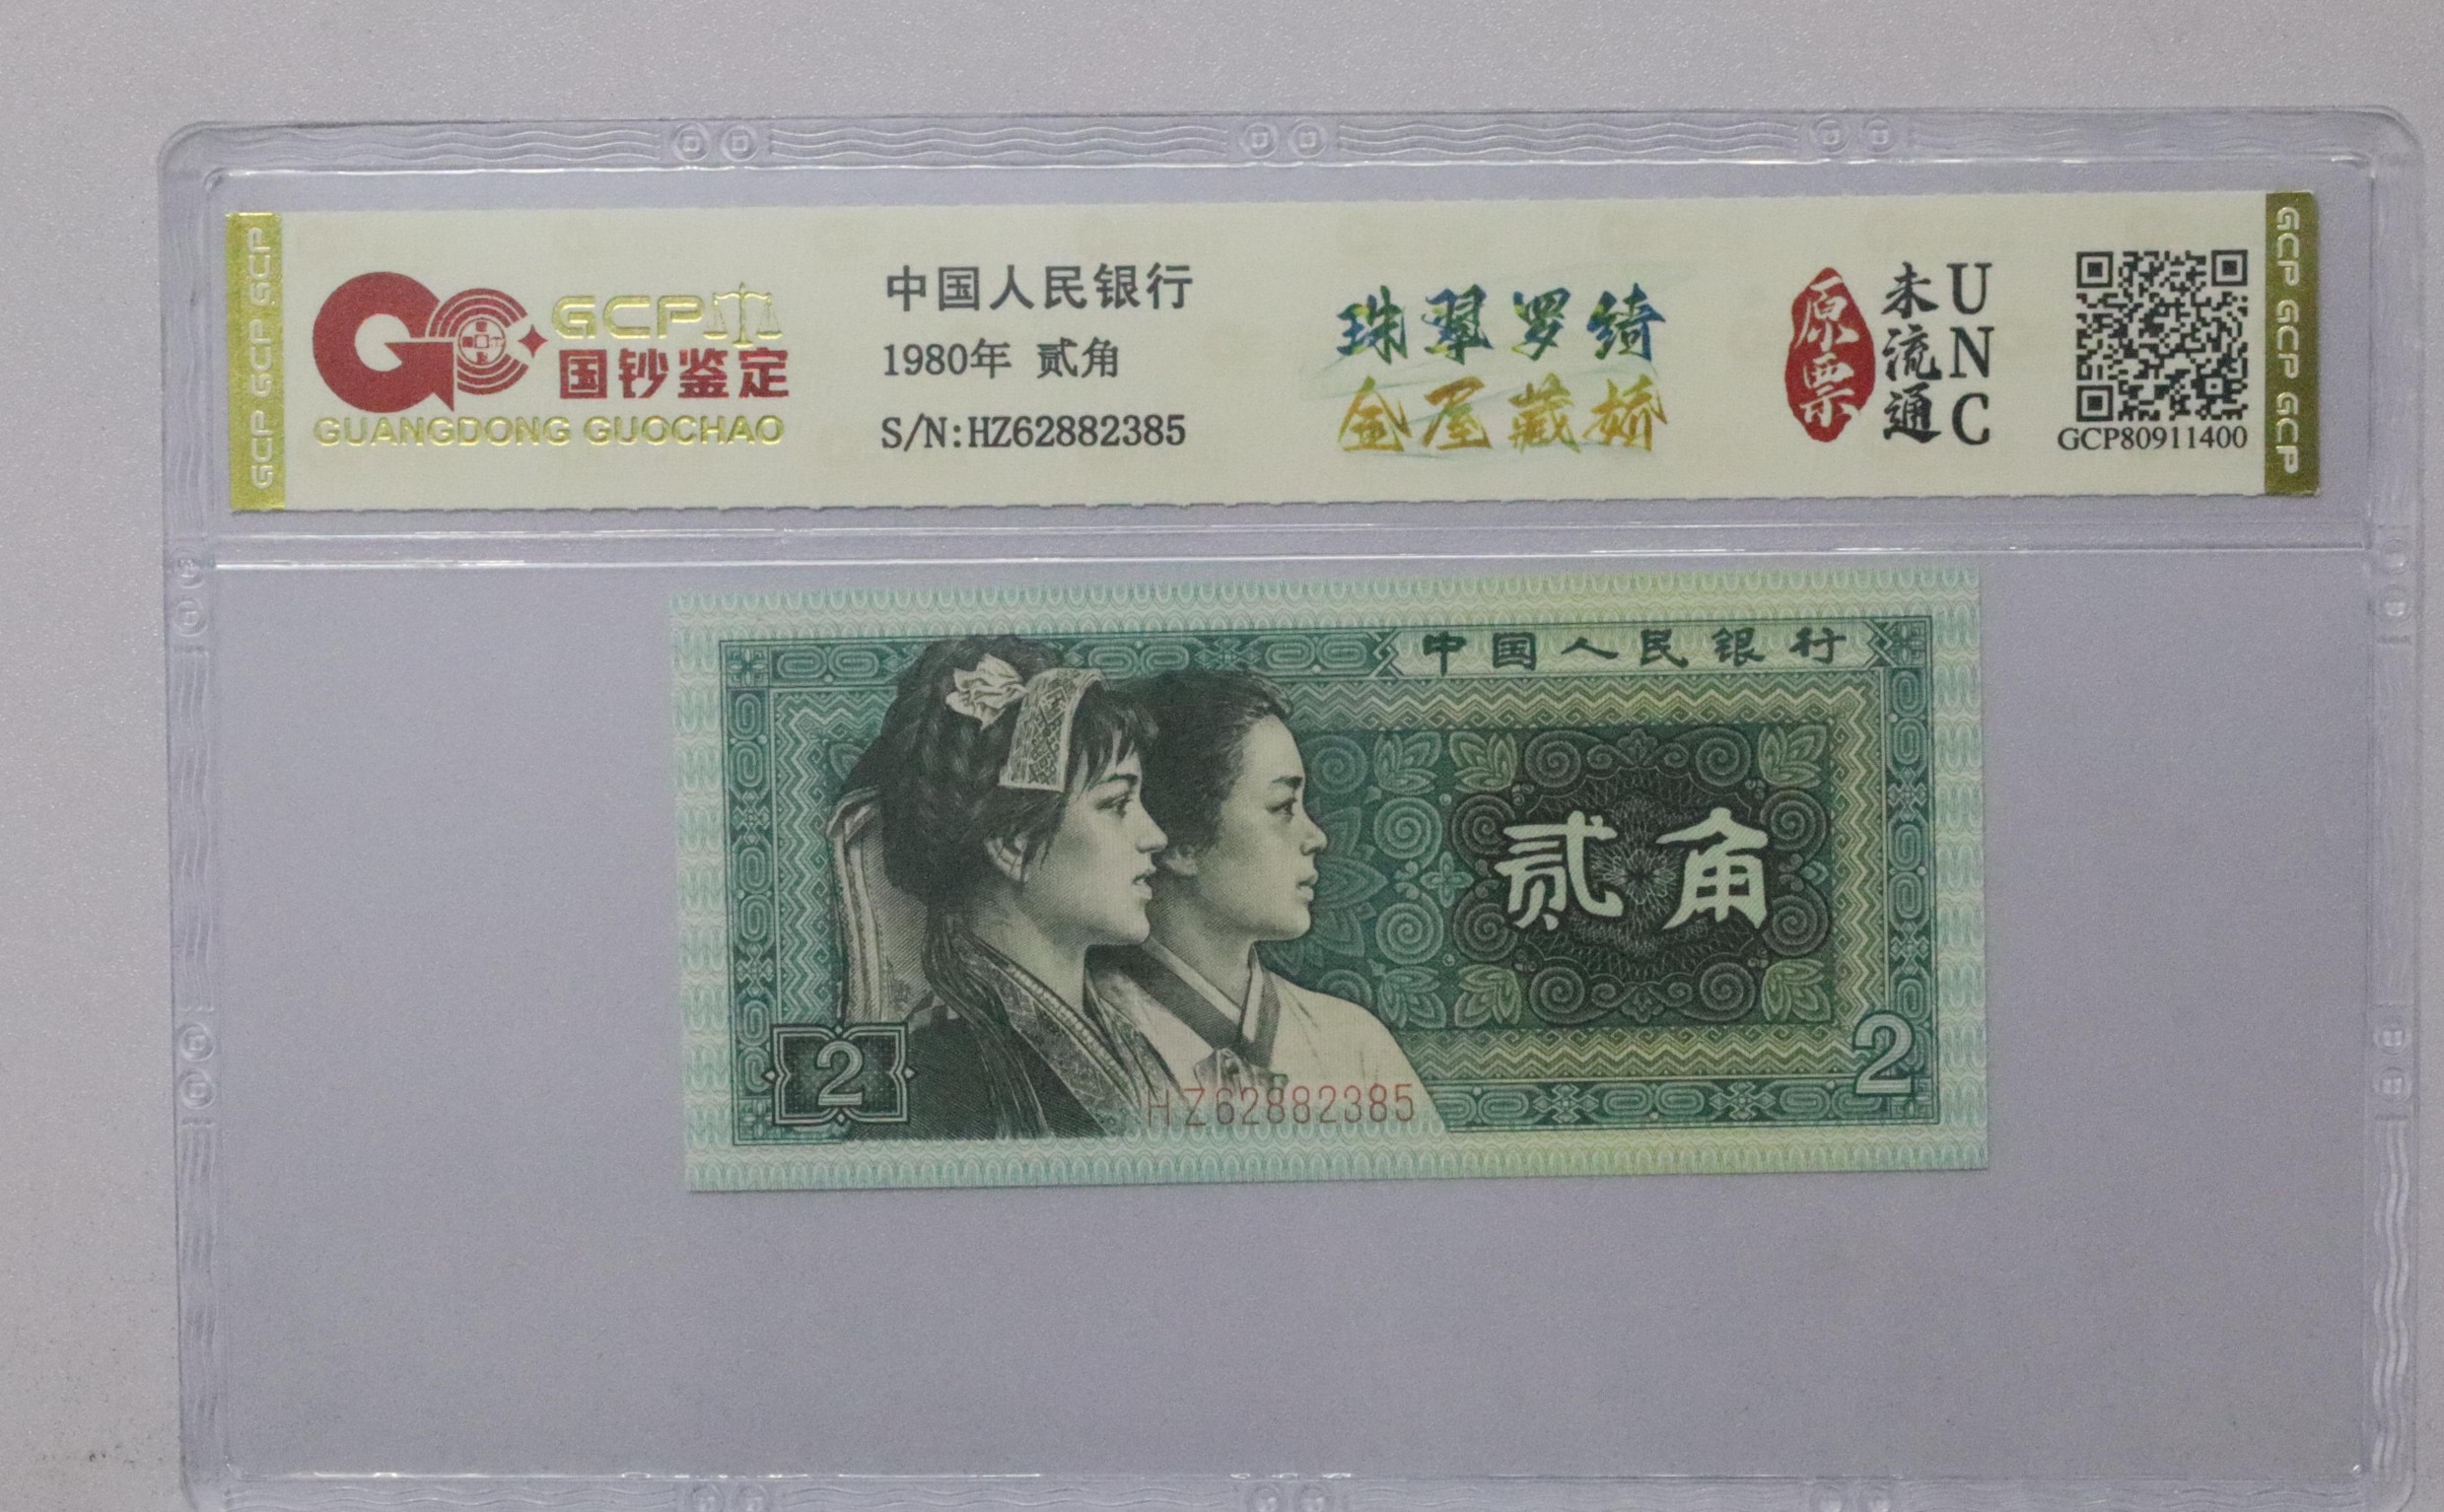 GCP GCP GCP
GCP
国钞鉴定
GUANGDONG GUOCHAO
中国人民银行
1980年 贰角
S/N:HZ62882385
珠翠罗绮
金屋藏娇
原票
未流通
UNC
GCP80911400
GCP GCP GCP
中国人民银行
贰角
2
2
HZ62882385